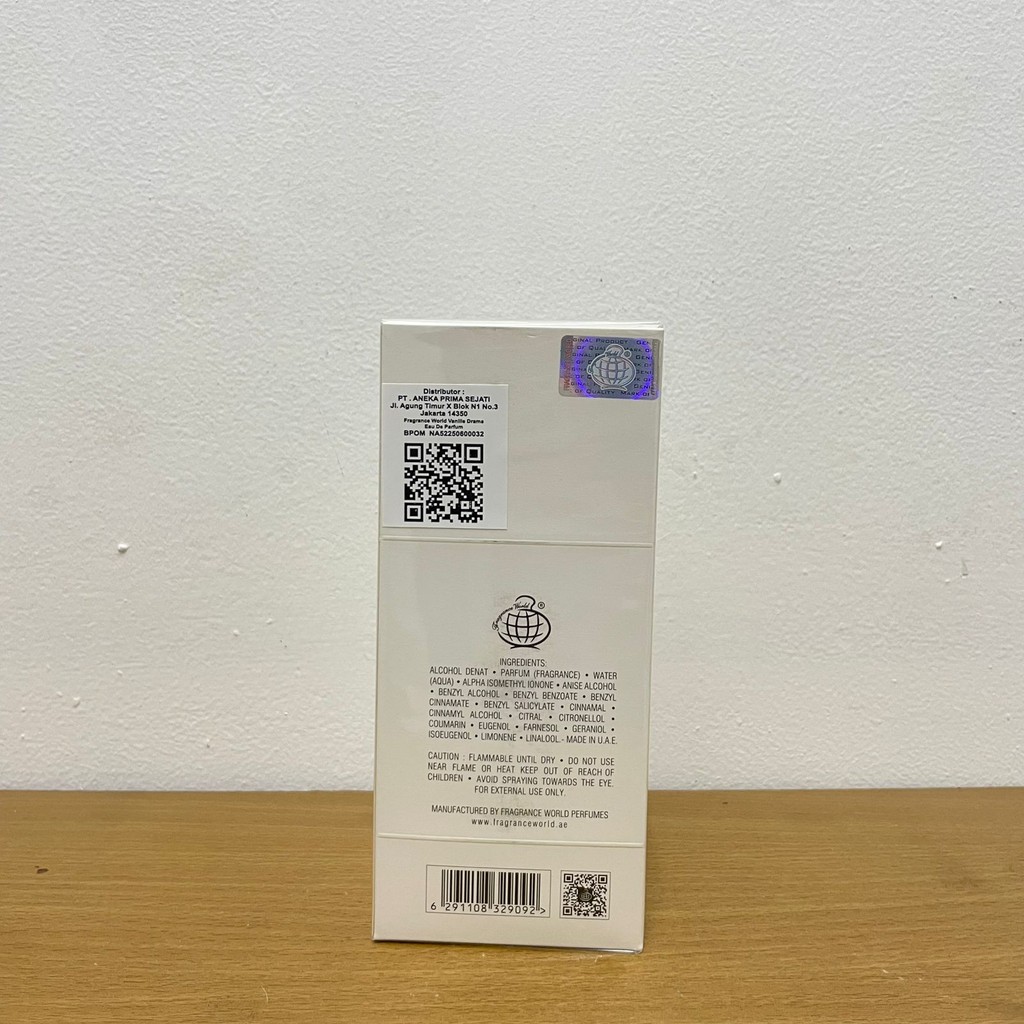 Distributor :
PT . ANEKA PRIMA SEJATI
Jl. Agung Timur X Blok N1 No.3
Jakarta 14350
Fragrance World Vanilla Drama
Eau De Parfum
BPOM NA52250600032
Fragrance World ®
INGREDIENTS:
ALCOHOL DENAT • PARFUM (FRAGRANCE) • WATER
(AQUA) • ALPHA ISOMETHYL IONONE • ANISE ALCOHOL
• BENZYL ALCOHOL • BENZYL BENZOATE • BENZYL
CINNAMATE • BENZYL SALICYLATE • CINNAMAL •
CINNAMYL ALCOHOL • CITRAL • CITRONELLOL •
COUMARIN • EUGENOL • FARNESOL • GERANIOL •
ISOEUGENOL • LIMONENE • LINALOOL.- MADE IN U.A.E.
CAUTION : FLAMMABLE UNTIL DRY • DO NOT USE
NEAR FLAME OR HEAT KEEP OUT OF REACH OF
CHILDREN • AVOID SPRAYING TOWARDS THE EYE.
FOR EXTERNAL USE ONLY.
MANUFACTURED BY FRAGRANCE WORLD PERFUMES
www.fragranceworld.ae
6 291108 329092 >